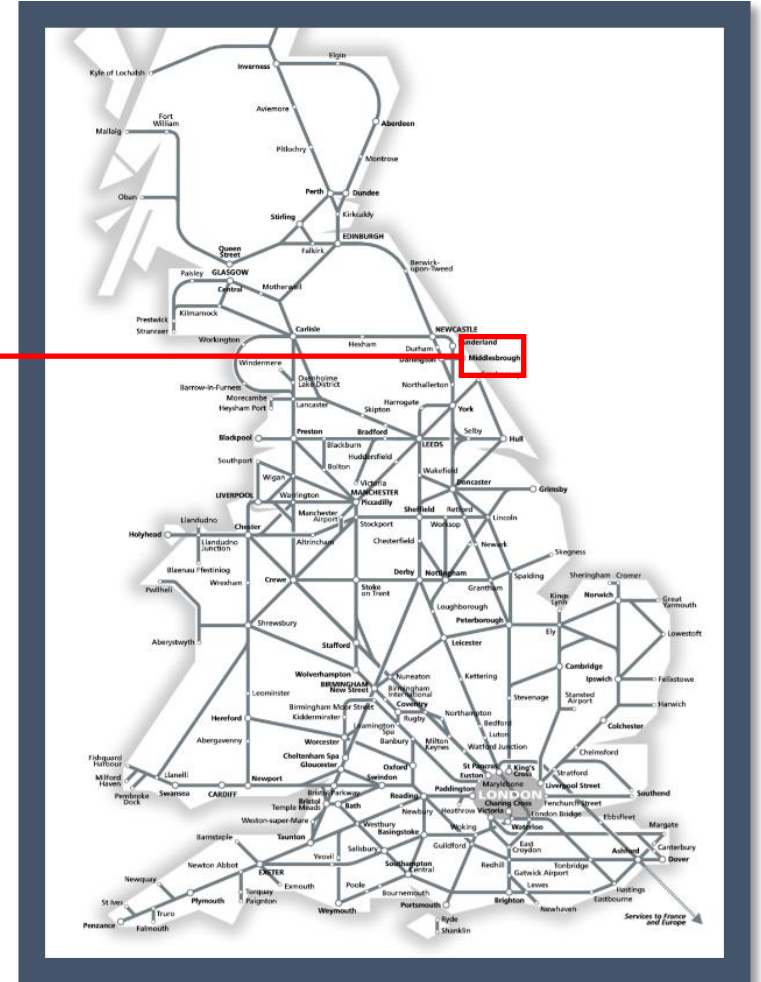 Elgin
Inverness
Kyle of Lochalsh
Aviemore
Fort
William
Aberdeen
Mallaig
Pitlochry
Montrose
Perth
Dundee
Oban
Stirling
Kirkcaldy
EDINBURGH
Queen
Street
Falkirk
Berwick-
upon-Tweed
Paisley
GLASGOW
Central
Motherwell
Prestwick
Kilmarnock
Stranraer
Carlisle
NEWCASTLE
Workington
Hexham
Durham
Middlesbrough
Windermere
Oxenholme
Lake District
Northallerton
Barrow-in-Furness
Morecambe
Heysham Port
Lancaster
Harrogate
York
Skipton
Blackpool
Preston
Bradford
LEEDS
Selby
Hull
Blackburn
Huddersfield
Southport
Bolton
Wakefield
Wigan
Victoria
MANCHESTER
Piccadilly
Doncaster
Grimsby
LIVERPOOL
Warrington
Manchester
Airport
Stockport
Sheffield
Retford
Worksop
Lincoln
Llandudno
Holyhead
Chester
Llandudno
Junction
Altrincham
Chesterfield
Newark
Skegness
Blaenau Ffestiniog
Wrexham
Crewe
Stoke
on Trent
Derby
Nottingham
Grantham
Spalding
Sheringham
Cromer
Pwllheli
Kings
Lynn
Norwich
Great
Yarmouth
Loughborough
Peterborough
Ely
Lowestoft
Aberystwyth
Shrewsbury
Stafford
Leicester
Wolverhampton
BIRMINGHAM
New Street
Nuneaton
Birmingham
International
Kettering
Cambridge
Ipswich
Felixstowe
Leominster
Birmingham Moor Street
Coventry
Rugby
Northampton
Stevenage
Stansted
Airport
Harwich
Hereford
Kidderminster
Leamington
Spa
Bedford
Colchester
Abergavenny
Worcester
Banbury
Milton
Keynes
Luton
Watford Junction
Chelmsford
Fishguard
Harbour
Cheltenham Spa
Gloucester
Oxford
St Pancras
Euston
King's
Cross
Stratford
Milford
Haven
Llanelli
Swansea
CARDIFF
Newport
Swindon
Marylebone
Liverpool Street
Pembroke
Dock
Bristol Parkway
Bristol
Temple Meads
Bath
Reading
Paddington
LONDON
Southend
Newbury
Heathrow
Victoria
Charing Cross
Fenchurch Street
London Bridge
Ebbsfleet
Weston-super-Mare
Westbury
Basingstoke
Woking
Waterloo
Margate
Barnstaple
Taunton
Salisbury
Guildford
East
Croydon
Ashford
Canterbury
Dover
Newton Abbot
Yeovil
EXETER
Southampton
Central
Redhill
Tonbridge
Gatwick Airport
Newquay
Exmouth
Poole
Bournemouth
Lewes
Hastings
Eastbourne
St Ives
Plymouth
Torquay
Paignton
Weymouth
Portsmouth
Brighton
Newhaven
Truro
Penzance
Falmouth
Ryde
Shanklin
Services to France
and Europe